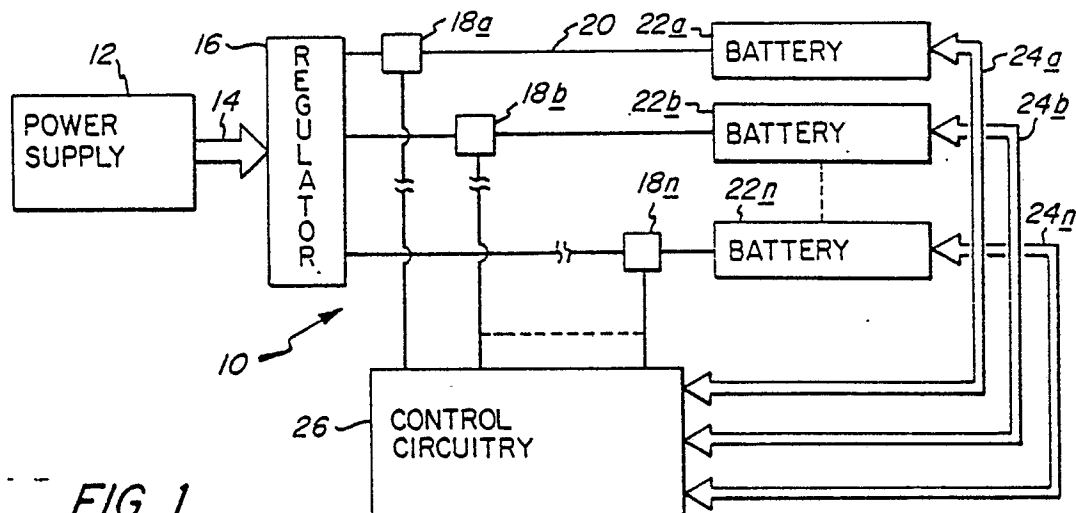 12
POWER
SUPPLY
14
16
REGULATOR
18a
20
22a
BATTERY
24a
18b
22b
BATTERY
24b
18n
22n
BATTERY
24n
10
26
CONTROL
CIRCUITRY
FIG 1